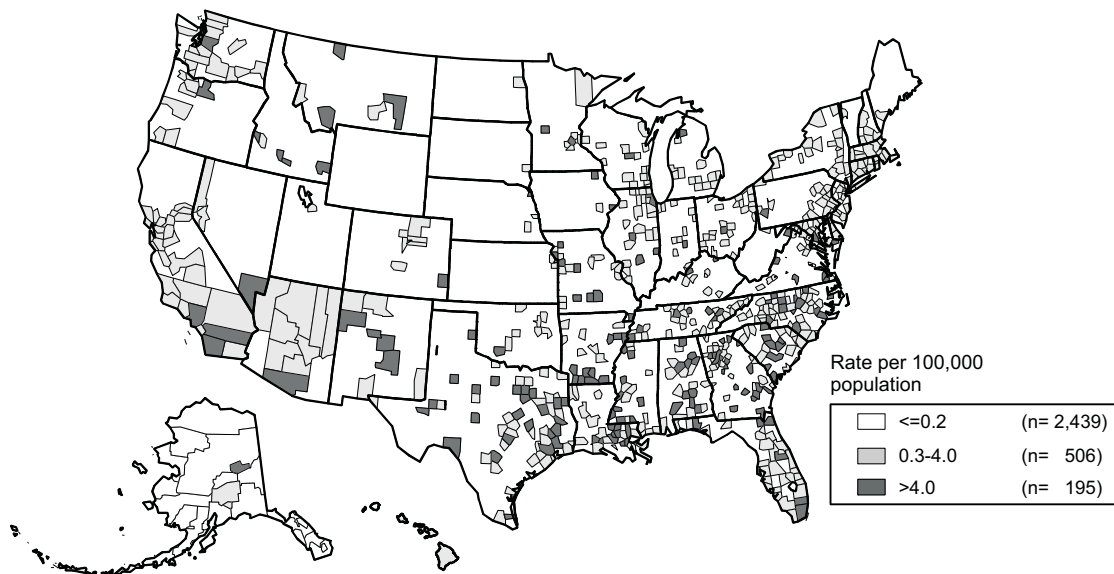 Rate per 100,000
population
<=0.2 (n= 2,439)
0.3-4.0 (n= 506)
>4.0 (n= 195)